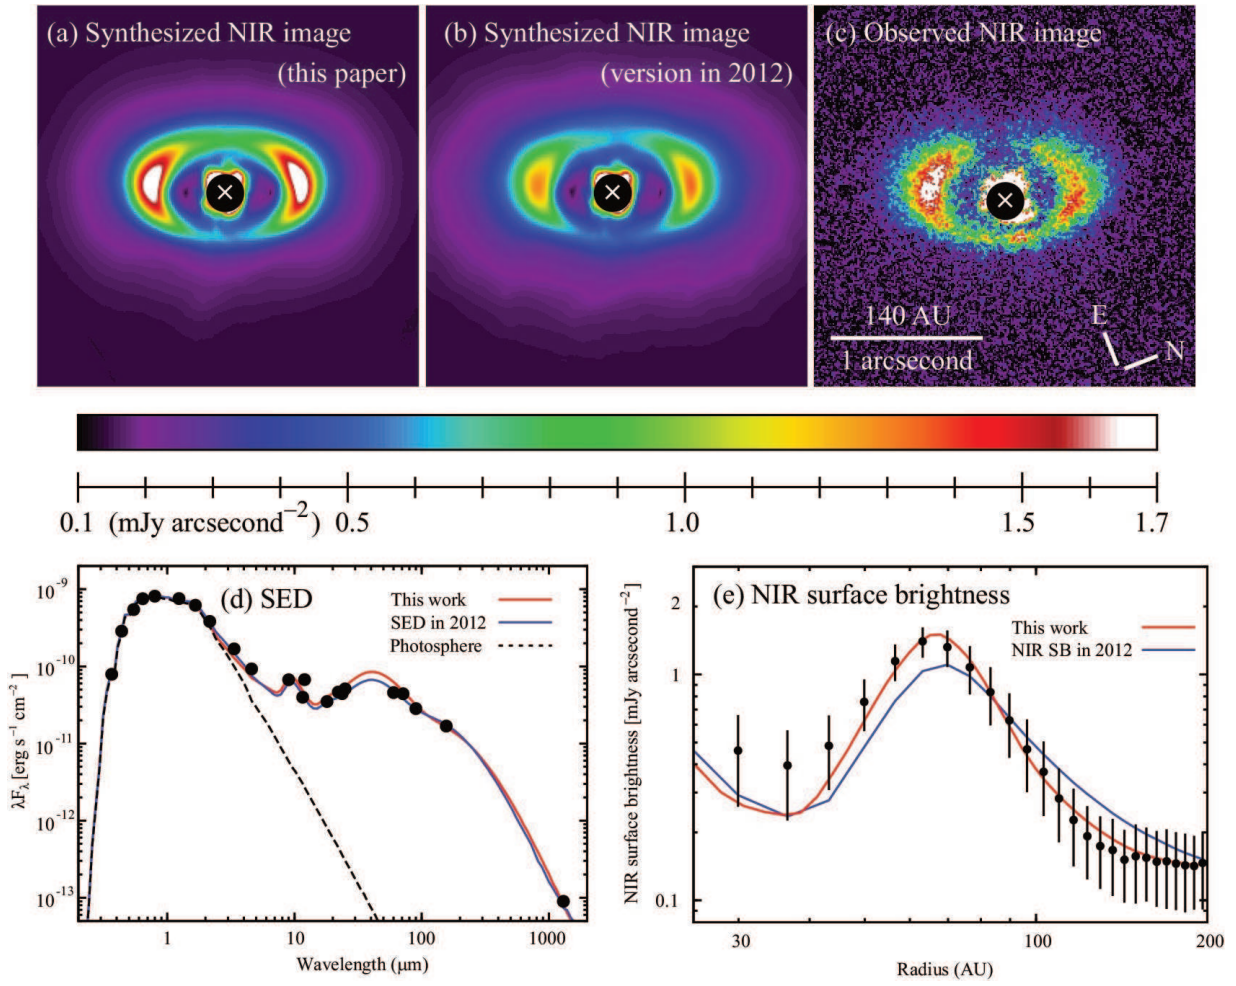 (a) Synthesized NIR image
(this paper)
(b) Synthesized NIR image
(version in 2012)
(c) Observed NIR image
140 AU
1 arcsecond
E
N
0.1 (mJy arcsecond⁻²) 0.5 1.0 1.5 1.7
(d) SED
This work
SED in 2012
Photosphere
λFλ [erg s⁻¹ cm⁻²]
10⁻⁹
10⁻¹⁰
10⁻¹¹
10⁻¹²
10⁻¹³
1 10 100 1000
Wavelength (μm)
(e) NIR surface brightness
This work
NIR SB in 2012
NIR surface brightness [mJy arcsecond⁻²]
2
1
0.1
30 100 200
Radius (AU)